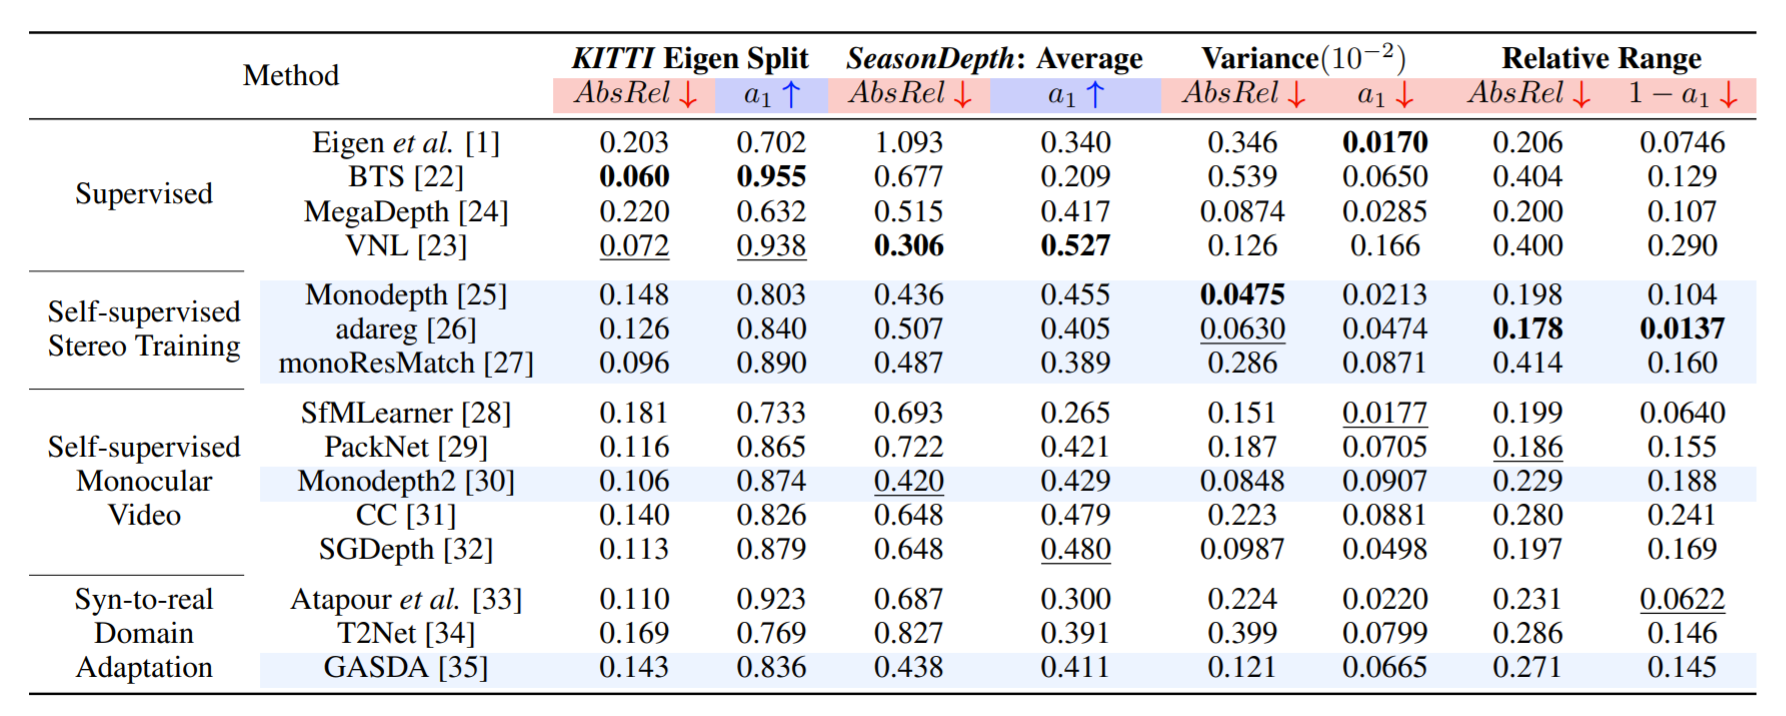 Method KITTI Eigen Split SeasonDepth: Average Variance(10⁻²) Relative Range
AbsRel ↓ a₁ ↑ AbsRel ↓ a₁ ↑ AbsRel ↓ a₁ ↓ AbsRel ↓ 1 − a₁ ↓
Supervised
Eigen et al. [1] 0.203 0.702 1.093 0.340 0.346 0.0170 0.206 0.0746
BTS [22] 0.060 0.955 0.677 0.209 0.539 0.0650 0.404 0.129
MegaDepth [24] 0.220 0.632 0.515 0.417 0.0874 0.0285 0.200 0.107
VNL [23] 0.072 0.938 0.306 0.527 0.126 0.166 0.400 0.290
Self-supervised
Stereo Training
Monodepth [25] 0.148 0.803 0.436 0.455 0.0475 0.0213 0.198 0.104
adareg [26] 0.126 0.840 0.507 0.405 0.0630 0.0474 0.178 0.0137
monoResMatch [27] 0.096 0.890 0.487 0.389 0.286 0.0871 0.414 0.160
Self-supervised
Monocular
Video
SfMLearner [28] 0.181 0.733 0.693 0.265 0.151 0.0177 0.199 0.0640
PackNet [29] 0.116 0.865 0.722 0.421 0.187 0.0705 0.186 0.155
Monodepth2 [30] 0.106 0.874 0.420 0.429 0.0848 0.0907 0.229 0.188
CC [31] 0.140 0.826 0.648 0.479 0.223 0.0881 0.280 0.241
SGDepth [32] 0.113 0.879 0.648 0.480 0.0987 0.0498 0.197 0.169
Syn-to-real
Domain
Adaptation
Atapour et al. [33] 0.110 0.923 0.687 0.300 0.224 0.0220 0.231 0.0622
T2Net [34] 0.169 0.769 0.827 0.391 0.399 0.0799 0.286 0.146
GASDA [35] 0.143 0.836 0.438 0.411 0.121 0.0665 0.271 0.145